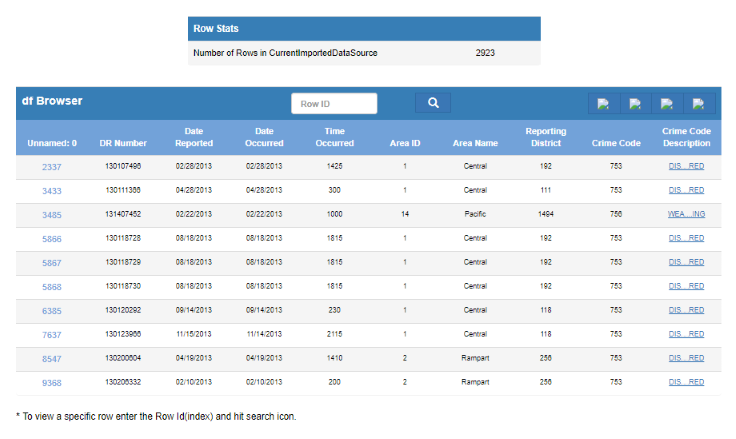 Row Stats
Number of Rows in CurrentImportedDataSource 2923
df Browser Row ID
Unnamed: 0 DR Number Date Reported Date Occurred Time Occurred Area ID Area Name Reporting District Crime Code Crime Code Description
2337 130107498 02/28/2013 02/28/2013 1425 1 Central 192 753 DIS...RED
3433 130111386 04/28/2013 04/28/2013 300 1 Central 111 753 DIS...RED
3485 131407452 02/22/2013 02/22/2013 1000 14 Pacific 1494 756 WEA...ING
5866 130118728 08/18/2013 08/18/2013 1815 1 Central 192 753 DIS...RED
5867 130118729 08/18/2013 08/18/2013 1815 1 Central 192 753 DIS...RED
5868 130118730 08/18/2013 08/18/2013 1815 1 Central 192 753 DIS...RED
6385 130120292 09/14/2013 09/14/2013 230 1 Central 118 753 DIS...RED
7637 130123966 11/15/2013 11/14/2013 2115 1 Central 118 753 DIS...RED
8547 130200604 04/19/2013 04/19/2013 1410 2 Rampart 256 753 DIS...RED
9368 130206332 02/10/2013 02/10/2013 200 2 Rampart 256 753 DIS...RED
* To view a specific row enter the Row Id(index) and hit search icon.